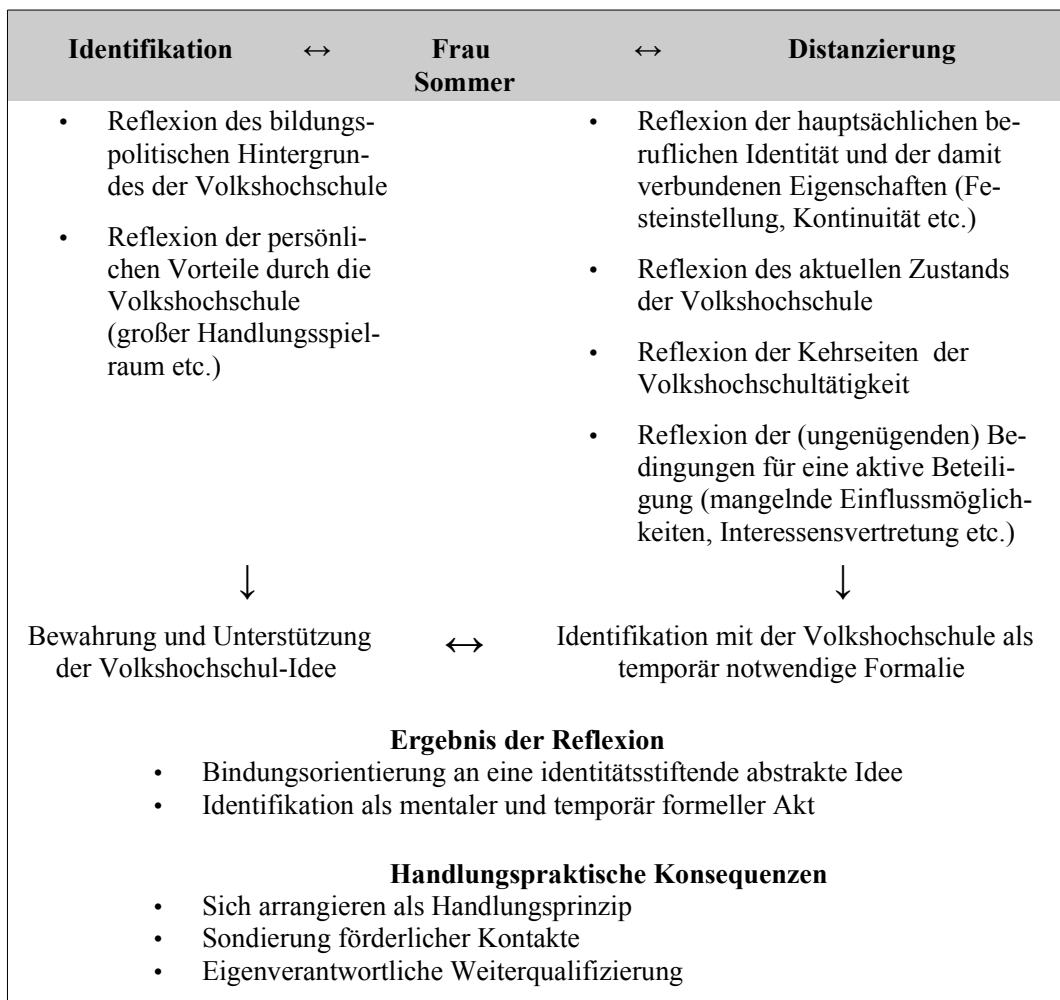 Identifikation ↔ Frau Sommer ↔ Distanzierung
• Reflexion des bildungs-
politischen Hintergrun-
des der Volkshochschule
• Reflexion der persönli-
chen Vorteile durch die
Volkshochschule
(großer Handlungsspiel-
raum etc.)
• Reflexion der hauptsächlichen be-
ruflichen Identität und der damit
verbundenen Eigenschaften (Fe-
steinstellung, Kontinuität etc.)
• Reflexion des aktuellen Zustands
der Volkshochschule
• Reflexion der Kehrseiten der
Volkshochschultätigkeit
• Reflexion der (ungenügenden) Be-
dingungen für eine aktive Beteili-
gung (mangelnde Einflussmöglich-
keiten, Interessensvertretung etc.)
↓ ↓
Bewahrung und Unterstützung
der Volkshochschul-Idee
↔
Identifikation mit der Volkshochschule als
temporär notwendige Formalie
Ergebnis der Reflexion
• Bindungsorientierung an eine identitätsstiftende abstrakte Idee
• Identifikation als mentaler und temporär formeller Akt
Handlungspraktische Konsequenzen
• Sich arrangieren als Handlungsprinzip
• Sondierung förderlicher Kontakte
• Eigenverantwortliche Weiterqualifizierung